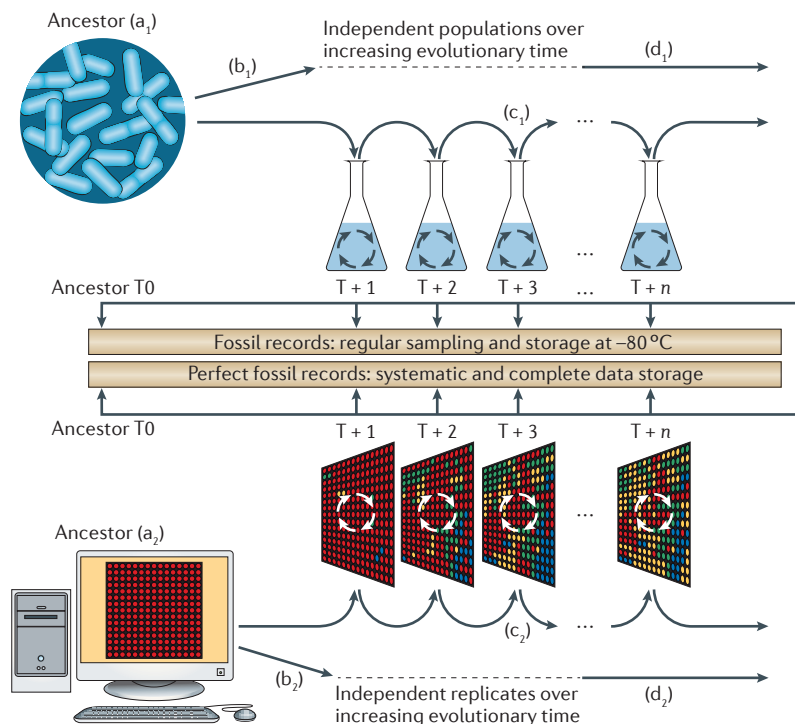 Ancestor (a1)
Independent populations over
increasing evolutionary time
(b1)
(d1)
(c1)
...
...
Ancestor T0
T + 1
T + 2
T + 3
...
T + n
Fossil records: regular sampling and storage at –80 °C
Perfect fossil records: systematic and complete data storage
Ancestor T0
T + 1
T + 2
T + 3
...
T + n
Ancestor (a2)
...
(c2)
...
(b2)
Independent replicates over
increasing evolutionary time
(d2)